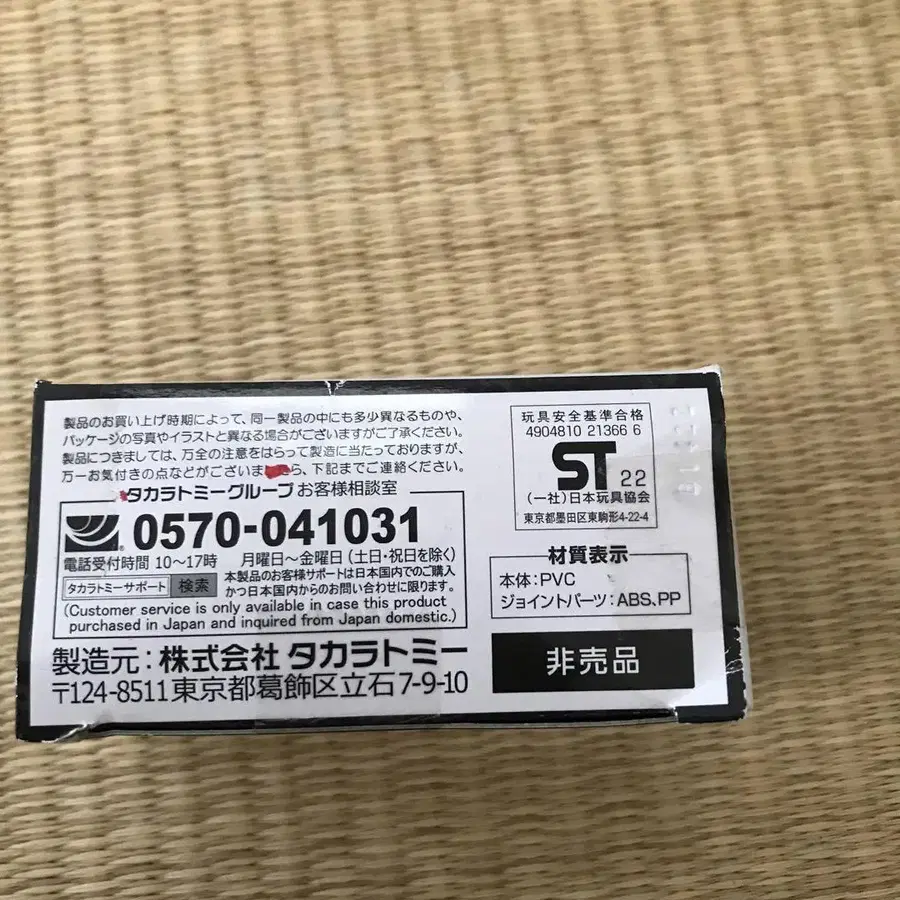 製品のお買い上げ時期によって、同一製品の中にも多少異なるものや、
パッケージの写真やイラストと異なる場合がございますがご了承ください。
製品につきましては、万全の注意をはらって製造に当たっておりますが、
万一お気付きの点などがございま ら、下記までご連絡ください。
タカラトミーグループ お客様相談室
0570-041031
電話受付時間 10〜17時 月曜日〜金曜日(土日・祝日を除く)
タカラトミーサポート 検索
本製品のお客様サポートは日本国内でのご購入
かつ日本国内からのお問い合わせに限ります。
(Customer service is only available in case this product
purchased in Japan and inquired from Japan domestic.)
製造元:株式会社 タカラトミー
〒124-8511 東京都葛飾区立石7-9-10
玩具安全基準合格
4904810 21366 6
ST 22
(一社)日本玩具協会
東京都墨田区東駒形4-22-4
材質表示
本体:PVC
ジョイントパーツ:ABS、PP
非売品